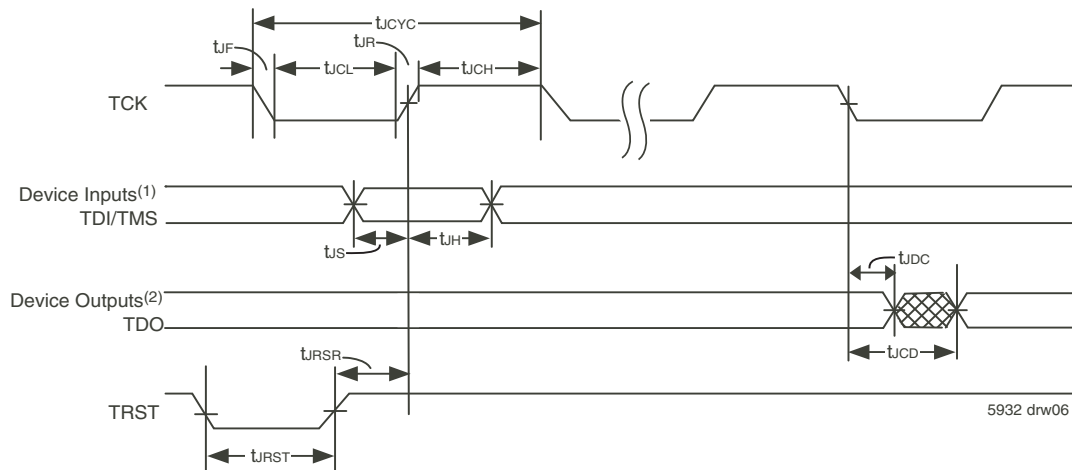 tJCYC
tJF
tJR
tJCL
tJCH
TCK
Device Inputs(1)
TDI/TMS
tJS
tJH
tJDC
Device Outputs(2)
TDO
tJCD
tJRSR
TRST
5932 drw06
tJRST